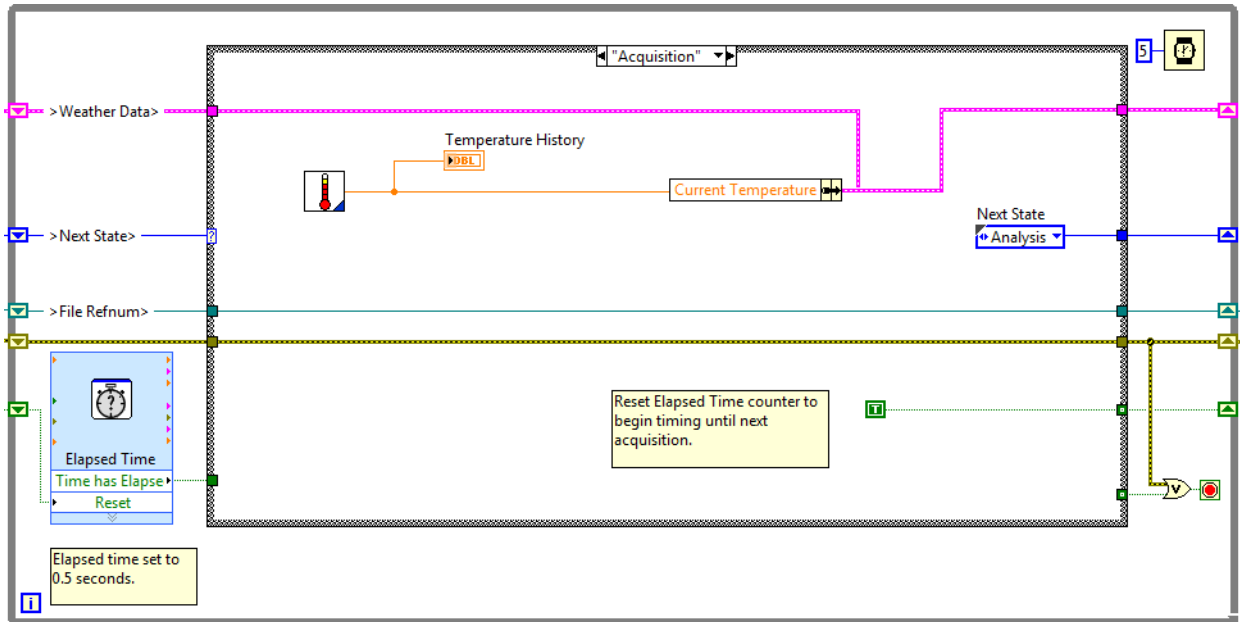 "Acquisition"
5
>Weather Data>
Temperature History
DBL
Current Temperature
Next State
>Next State>
?
Analysis
>File Refnum>
?
Reset Elapsed Time counter to
begin timing until next
acquisition.
T
Elapsed Time
Time has Elapse
Reset
V
Elapsed time set to
0.5 seconds.
i